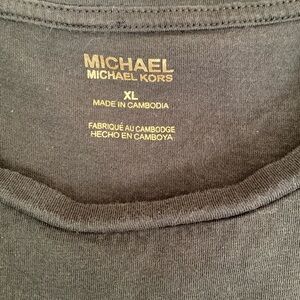 MICHAEL
MICHAEL KORS
XL
MADE IN CAMBODIA
FABRIQUÉ AU CAMBODGE
HECHO EN CAMBOYA